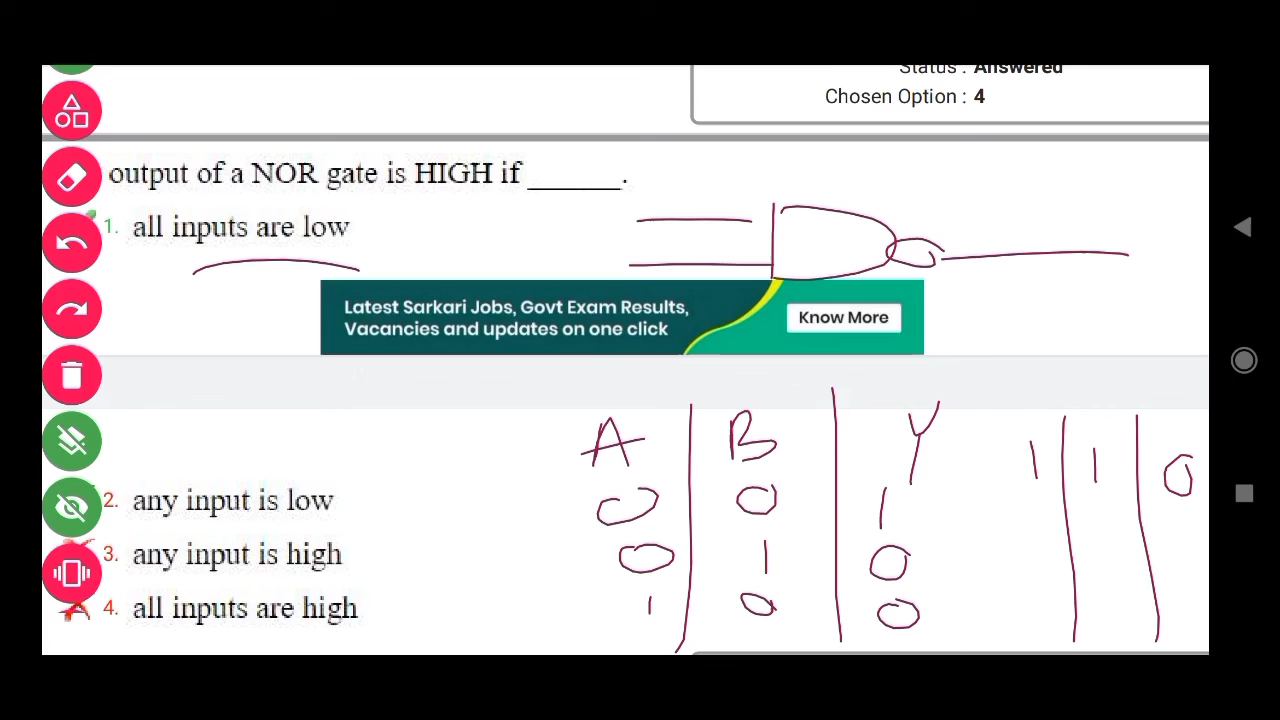 Status : Answered
Chosen Option : 4
output of a NOR gate is HIGH if ______.
1. all inputs are low
Latest Sarkari Jobs, Govt Exam Results,
Vacancies and updates on one click
Know More
A B Y
0 0 1
0 1 0
1 0 0
1 1 0
2. any input is low
3. any input is high
4. all inputs are high